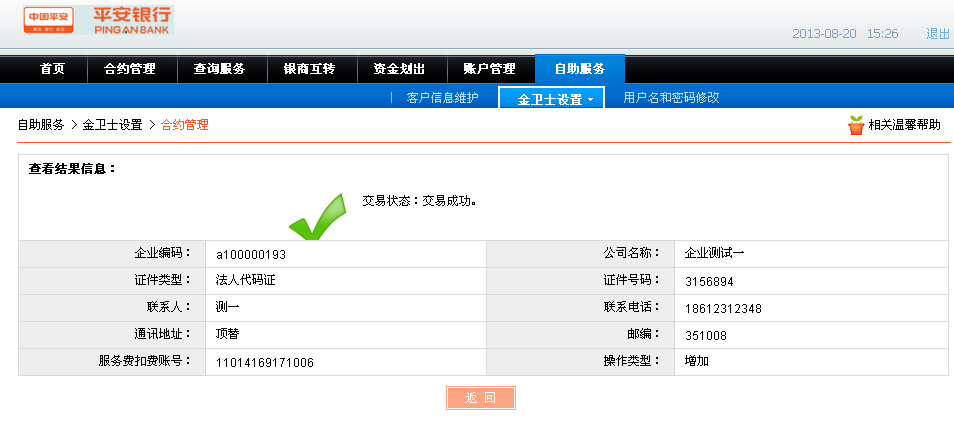 中国平安 平安银行
PING AN BANK
2013-08-20 15:26 退出
首页 合约管理 查询服务 银商互转 资金划出 账户管理 自助服务
客户信息维护 金卫士设置 用户名和密码修改
自助服务 > 金卫士设置 > 合约管理 相关温馨帮助
查看结果信息：
交易状态：交易成功。
企业编码： a100000193 公司名称： 企业测试一
证件类型： 法人代码证 证件号码： 3156894
联系人： 测一 联系电话： 18612312348
通讯地址： 顶替 邮编： 351008
服务费扣费账号： 11014169171006 操作类型： 增加
返 回